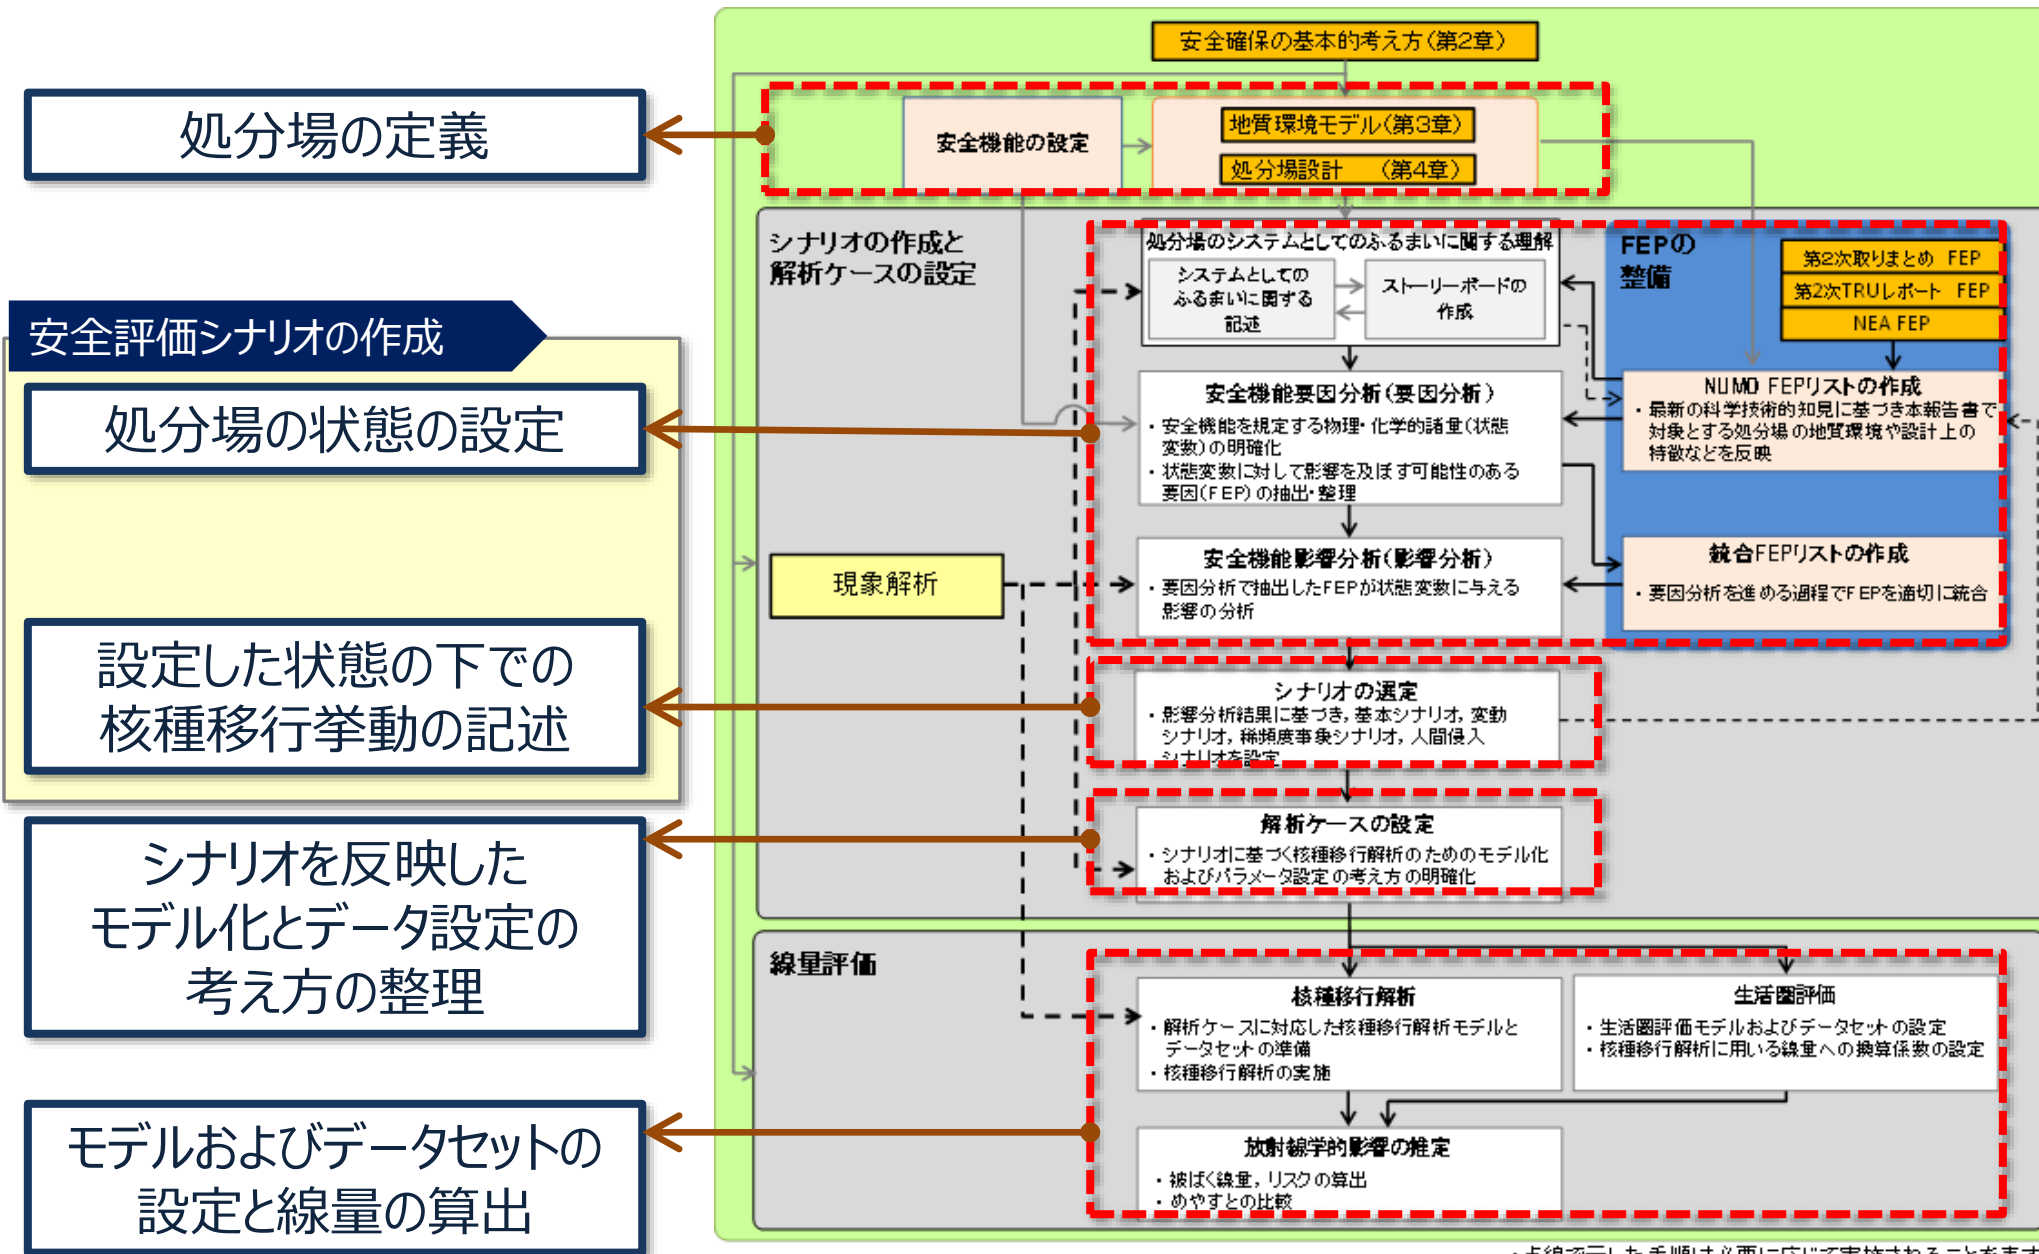 処分場の定義
安全評価シナリオの作成
処分場の状態の設定
設定した状態の下での
核種移行挙動の記述
シナリオを反映した
モデル化とデータ設定の
考え方の整理
モデルおよびデータセットの
設定と線量の算出
安全確保の基本的考え方(第2章)
安全機能の設定
地質環境モデル(第3章)
処分場設計　(第4章)
シナリオの作成と
解析ケースの設定
処分場のシステムとしてのふるまいに関する理解
システムとしての
ふるまいに関する
記述
ストーリーボードの
作成
FEPの
整備
第2次取りまとめ FEP
第2次TRUレポート FEP
NEA FEP
NUMO FEPリストの作成
・最新の科学技術的知見に基づき本報告書で
対象とする処分場の地質環境や設計上の
特徴などを反映
安全機能要因分析(要因分析)
・安全機能を規定する物理・化学的諸量(状態
変数)の明確化
・状態変数に対して影響を及ぼす可能性のある
要因(FEP)の抽出・整理
現象解析
安全機能影響分析(影響分析)
・要因分析で抽出したFEPが状態変数に与える
影響の分析
統合FEPリストの作成
・要因分析を進める過程でFEPを適切に統合
シナリオの選定
・影響分析結果に基づき，基本シナリオ，変動
シナリオ，稀頻度事象シナリオ，人間侵入
シナリオを設定
解析ケースの設定
・シナリオに基づく核種移行解析のためのモデル化
およびパラメータ設定の考え方の明確化
線量評価
核種移行解析
・解析ケースに対応した核種移行解析モデルと
データセットの準備
・核種移行解析の実施
生活圏評価
・生活圏評価モデルおよびデータセットの設定
・核種移行解析に用いる線量への換算係数の設定
放射線学的影響の推定
・被ばく線量，リスクの算出
・めやすとの比較